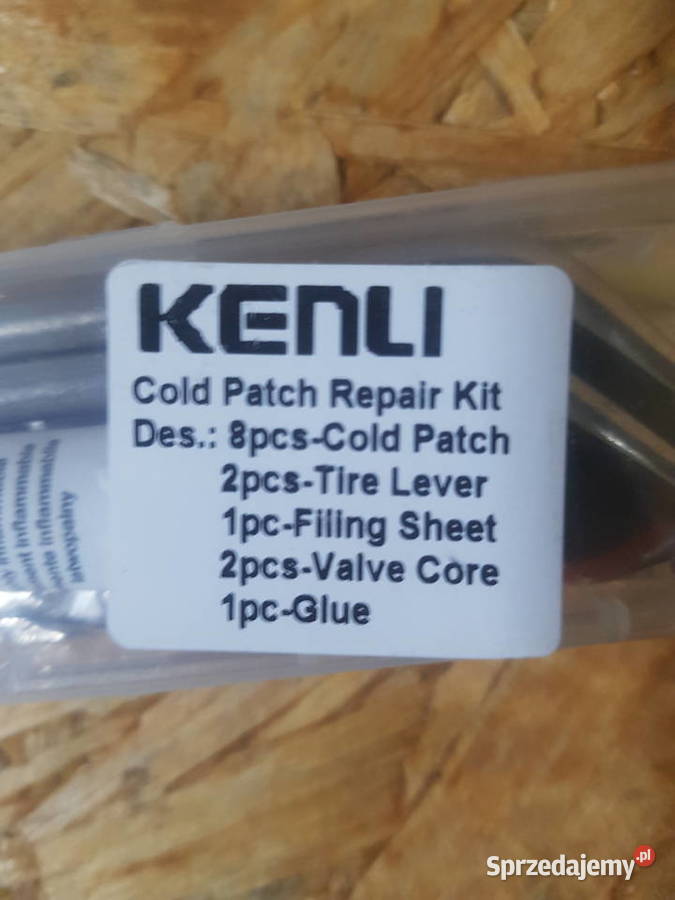 KENLI
Cold Patch Repair Kit
Des.: 8pcs-Cold Patch
2pcs-Tire Lever
1pc-Filing Sheet
2pcs-Valve Core
1pc-Glue
Sprzedajemy.pl